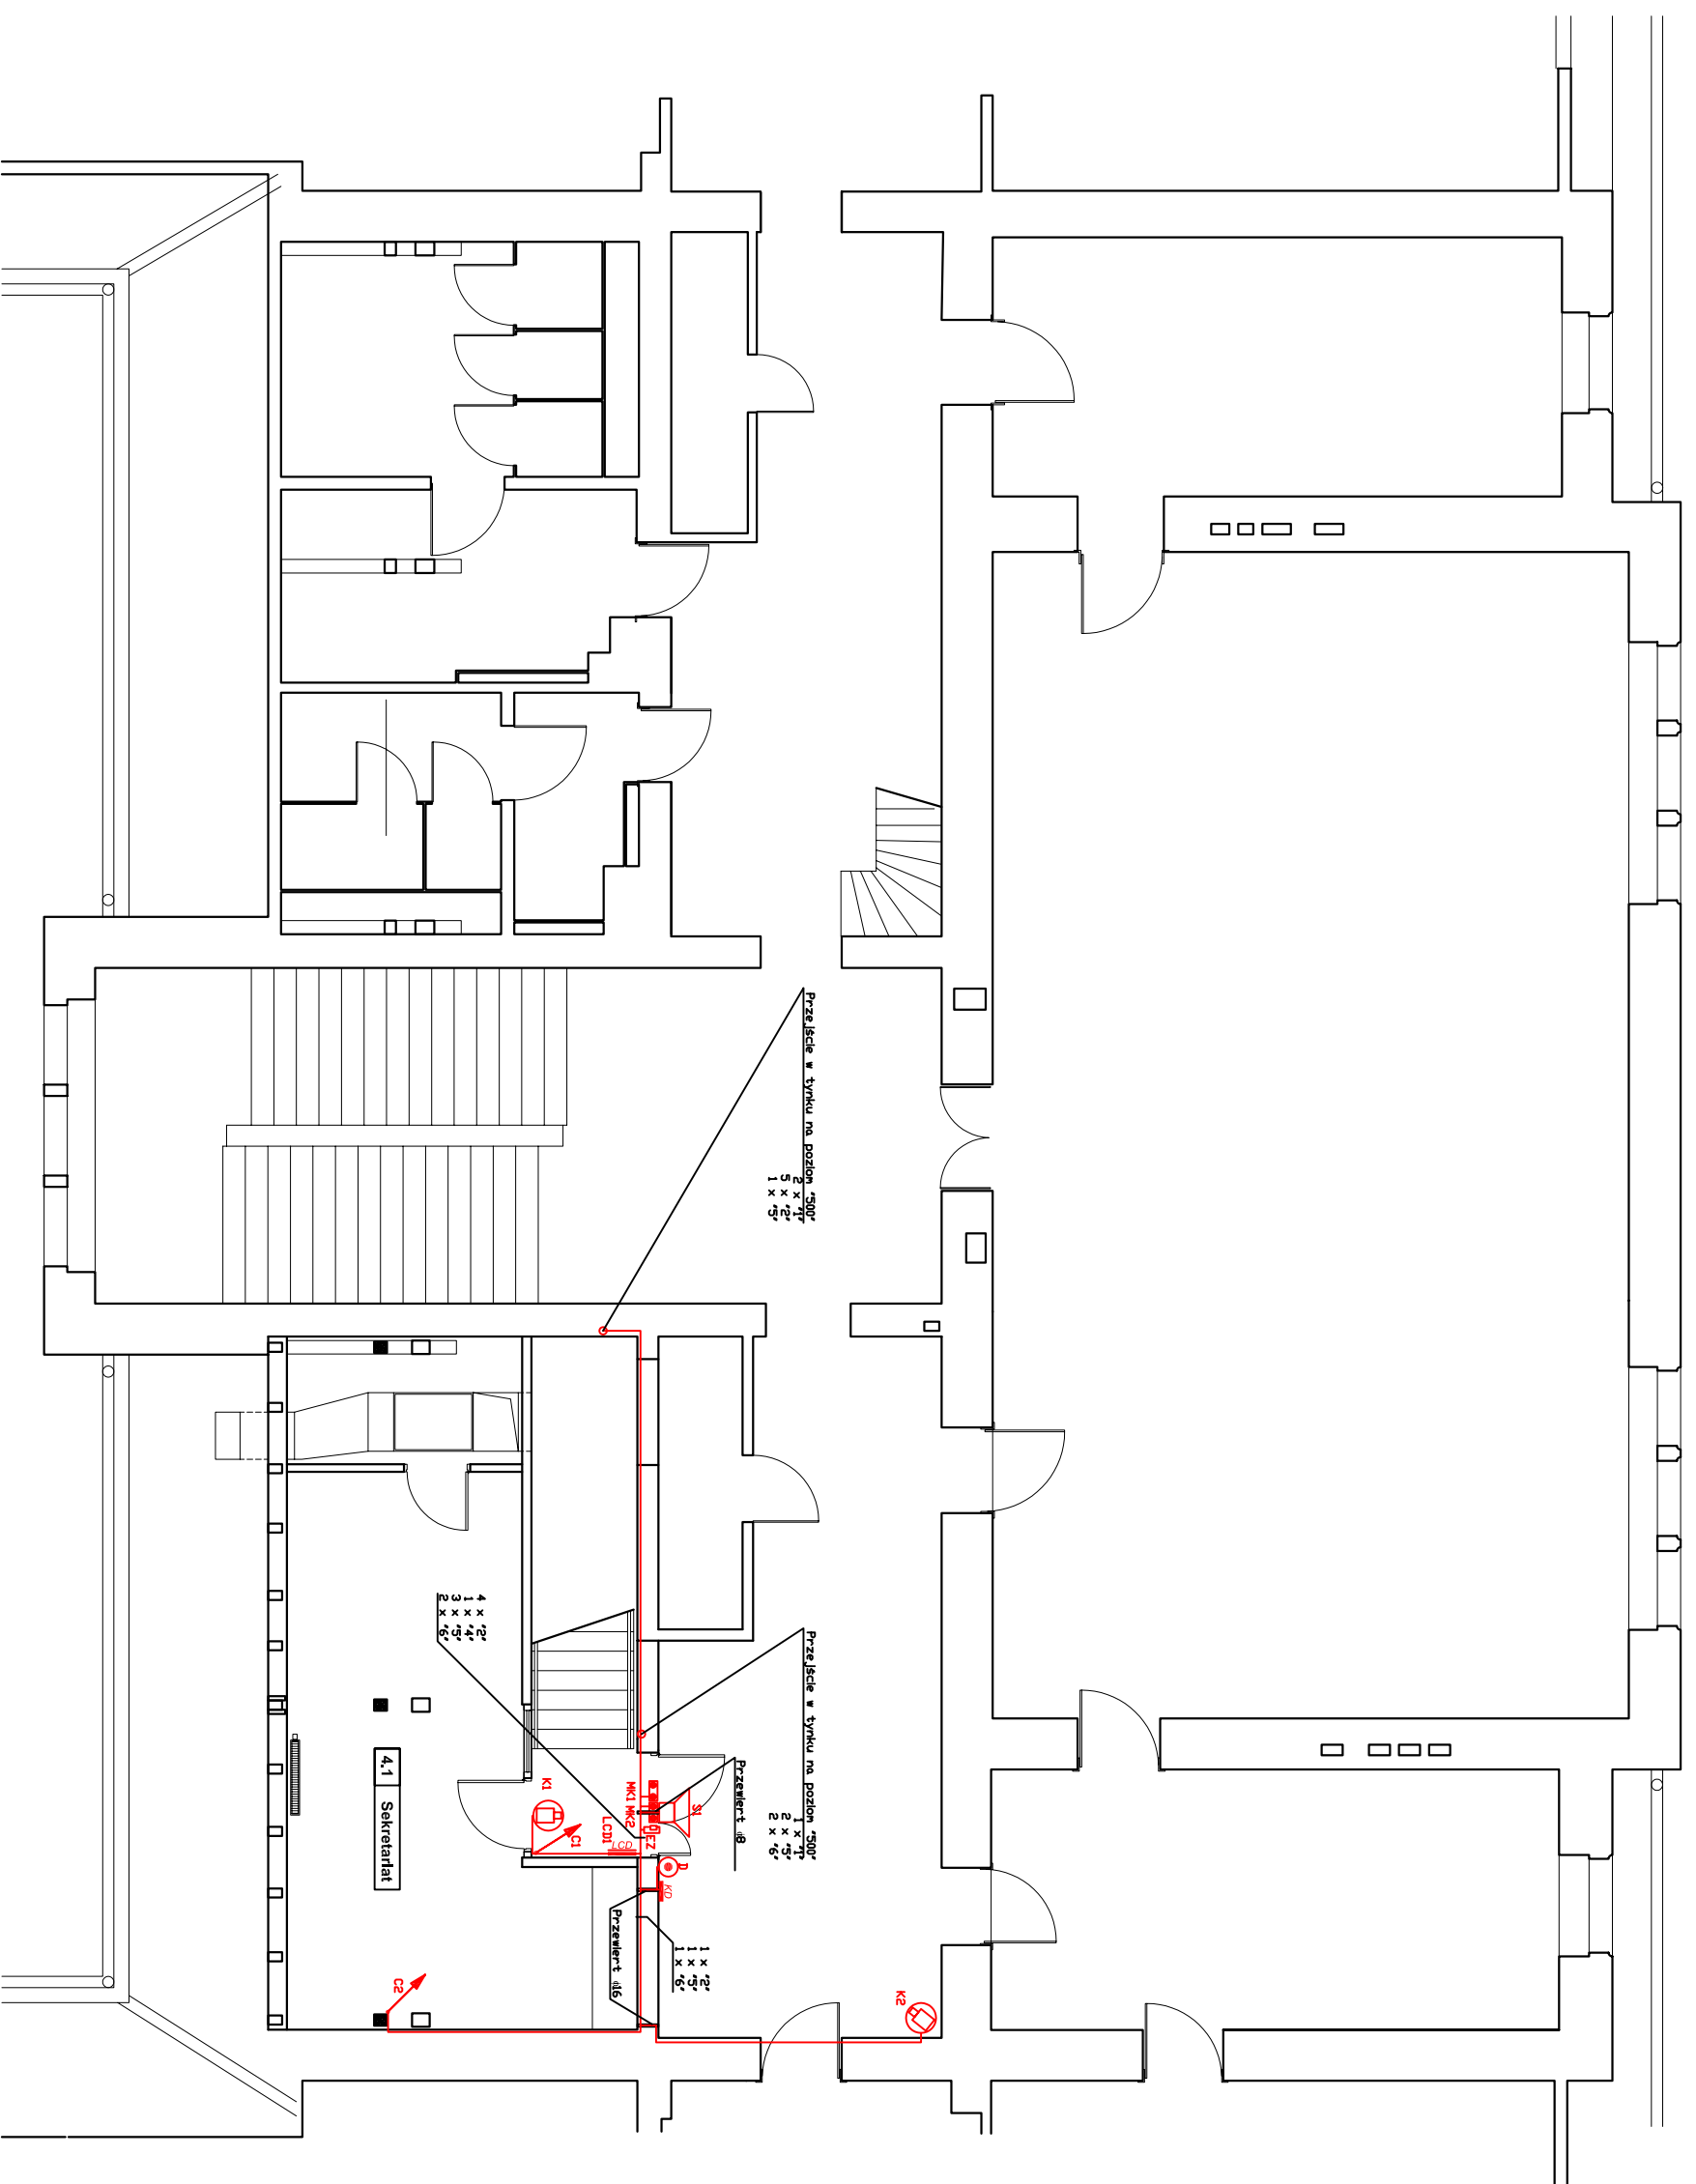 Przejście w tynku na poziom "500"
2 x "1"
5 x "2"
1 x "5"
Przejście w tynku na poziom "500"
1 x "1"
2 x "5"
2 x "6"
4 x "2"
1 x "4"
3 x "5"
2 x "6"
Przewiert ø8
S1
MK1 MK2
EZ
LCD1
LCD
K1
C1
D
KD
4.1 Sekretariat
Przewiert ø16
1 x "2"
1 x "5"
1 x "6"
C2
K2